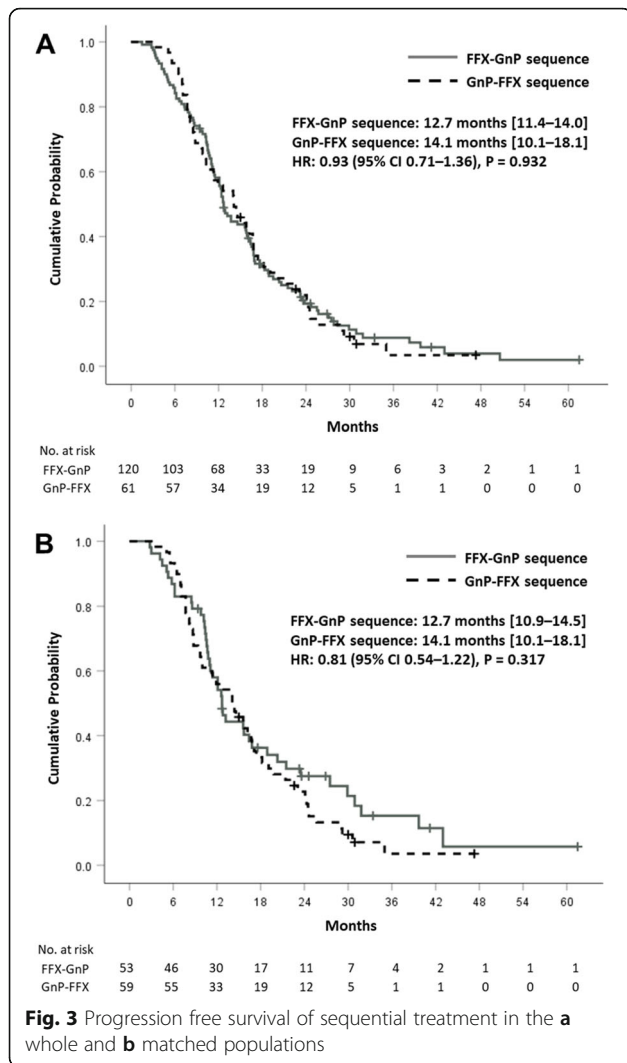 A
FFX-GnP sequence
GnP-FFX sequence
FFX-GnP sequence: 12.7 months [11.4–14.0]
GnP-FFX sequence: 14.1 months [10.1–18.1]
HR: 0.93 (95% CI 0.71–1.36), P = 0.932
Cumulative Probability
1.0
0.8
0.6
0.4
0.2
0.0
0 6 12 18 24 30 36 42 48 54 60
Months
No. at risk
FFX-GnP 120 103 68 33 19 9 6 3 2 1 1
GnP-FFX 61 57 34 19 12 5 1 1 0 0 0
B
FFX-GnP sequence
GnP-FFX sequence
FFX-GnP sequence: 12.7 months [10.9–14.5]
GnP-FFX sequence: 14.1 months [10.1–18.1]
HR: 0.81 (95% CI 0.54–1.22), P = 0.317
Cumulative Probability
1.0
0.8
0.6
0.4
0.2
0.0
0 6 12 18 24 30 36 42 48 54 60
Months
No. at risk
FFX-GnP 53 46 30 17 11 7 4 2 1 1 1
GnP-FFX 59 55 33 19 12 5 1 1 0 0 0
Fig. 3 Progression free survival of sequential treatment in the a
whole and b matched populations